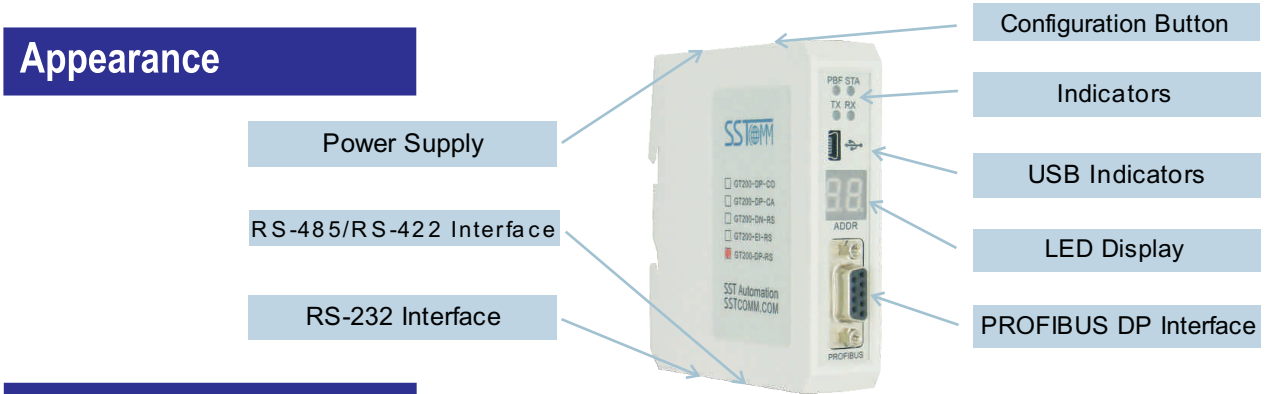 Appearance
Configuration Button
Indicators
Power Supply
USB Indicators
RS-485/RS-422 Interface
LED Display
RS-232 Interface
PROFIBUS DP Interface
PBF STA
TX RX
88.
ADDR
PROFIBUS
SSTCOMM
GT200-DP-CO
GT200-DP-CA
GT200-DN-RS
GT200-EI-RS
GT200-DP-RS
SST Automation
SSTCOMM.COM